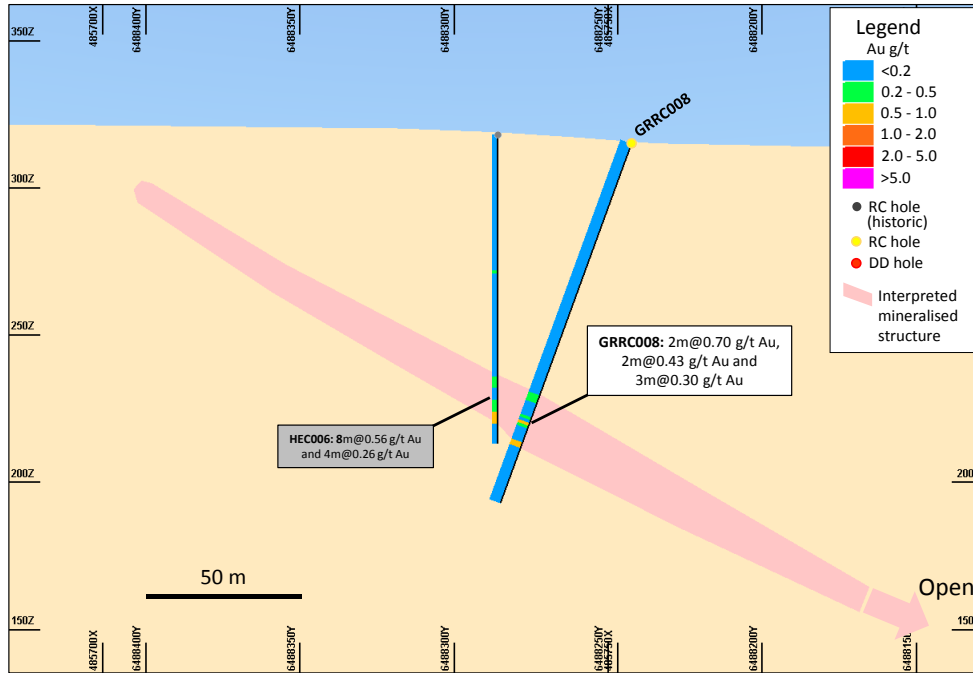 350Z
485700X
6488400Y
6488350Y
6488300Y
6488250Y
485750X
6488200Y
Legend
Au g/t
<0.2
0.2 - 0.5
0.5 - 1.0
1.0 - 2.0
2.0 - 5.0
>5.0
RC hole
(historic)
RC hole
DD hole
Interpreted
mineralised
structure
GRRC008
300Z
250Z
GRRC008: 2m@0.70 g/t Au,
2m@0.43 g/t Au and
3m@0.30 g/t Au
HEC006: 8m@0.56 g/t Au
and 4m@0.26 g/t Au
200Z
200Z
50 m
Open
150Z
150
485700X
6488400Y
6488350Y
6488300Y
6488250Y
485750X
6488200Y
6488150